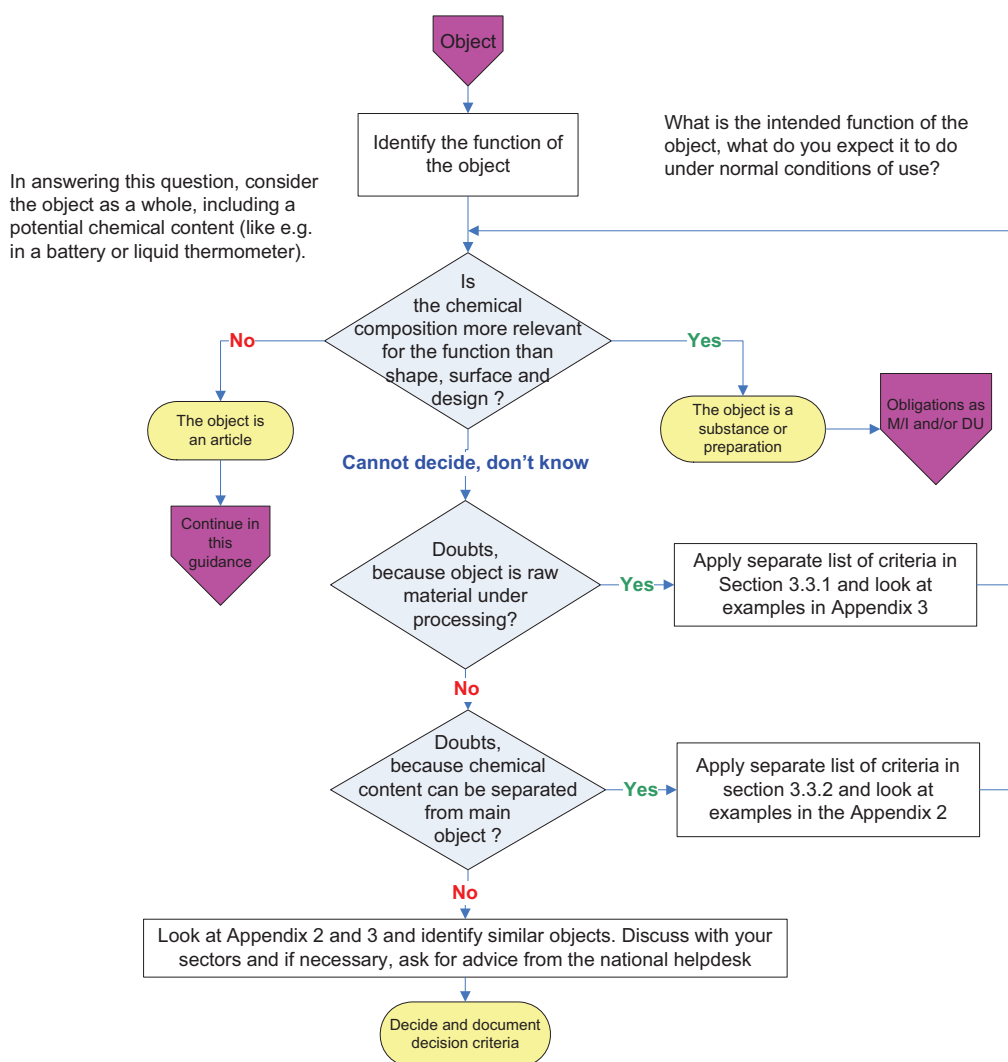 Object
Identify the function of
the object
What is the intended function of the
object, what do you expect it to do
under normal conditions of use?
In answering this question, consider
the object as a whole, including a
potential chemical content (like e.g.
in a battery or liquid thermometer).
Is
the chemical
composition more relevant
for the function than
shape, surface and
design ?
No
Yes
The object is
an article
The object is a
substance or
preparation
Obligations as
M/I and/or DU
Cannot decide, don't know
Continue in
this
guidance
Doubts,
because object is raw
material under
processing?
Yes
Apply separate list of criteria in
Section 3.3.1 and look at
examples in Appendix 3
No
Doubts,
because chemical
content can be separated
from main
object ?
Yes
Apply separate list of criteria in
section 3.3.2 and look at
examples in the Appendix 2
No
Look at Appendix 2 and 3 and identify similar objects. Discuss with your
sectors and if necessary, ask for advice from the national helpdesk
Decide and document
decision criteria